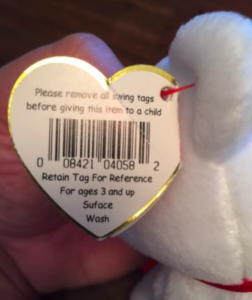 Please remove all swing tags
before giving this item to a child
0 08421 04058 2
Retain Tag For Reference
For ages 3 and up
Suface
Wash